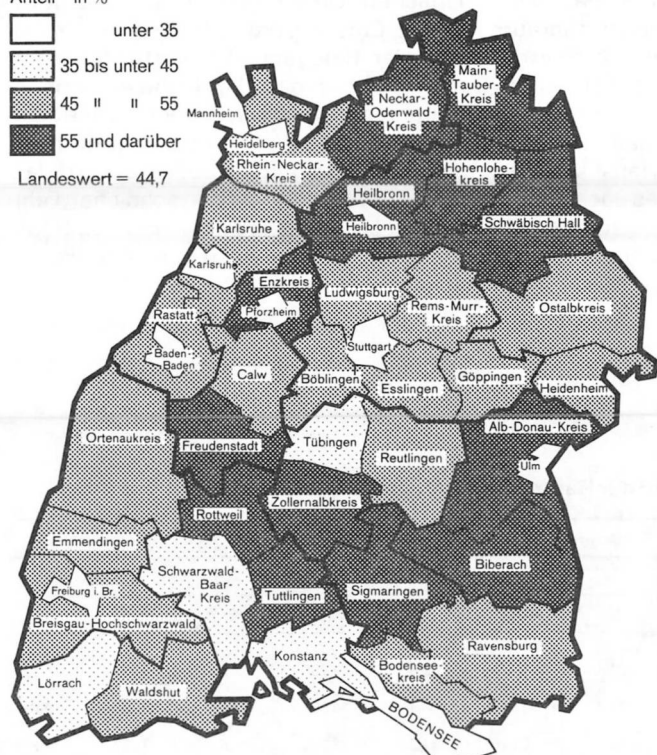 Anteil in %
unter 35
35 bis unter 45
45 " " 55
55 und darüber
Landeswert = 44,7
Main-
Tauber-
Kreis
Neckar-
Odenwald-
Kreis
Mannheim
Heidelberg
Rhein-Neckar-
Kreis
Hohenlohe-
kreis
Heilbronn
Heilbronn
Schwäbisch Hall
Karlsruhe
Karlsruhe
Enzkreis
Pforzheim
Ludwigsburg
Rems-Murr-
Kreis
Ostalbkreis
Rastatt
Baden-
Baden
Stuttgart
Calw
Böblingen
Esslingen
Göppingen
Heidenheim
Alb-Donau-Kreis
Ortenaukreis
Freudenstadt
Tübingen
Reutlingen
Ulm
Rottweil
Zollernalbkreis
Emmendingen
Schwarzwald-
Baar-
Kreis
Biberach
Freiburg i. Br.
Tuttlingen
Sigmaringen
Breisgau-Hochschwarzwald
Konstanz
Ravensburg
Bodensee-
kreis
Lörrach
Waldshut
BODENSEE